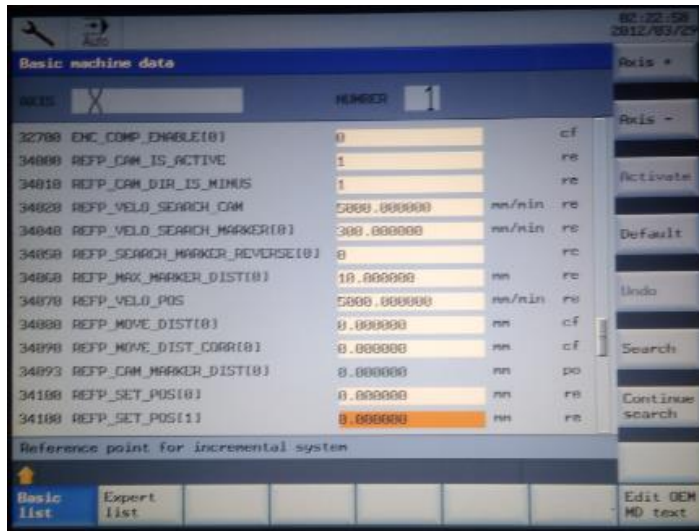 02:22:50
2012/03/29
Auto
Basic machine data
Axis +
AXIS X NUMBER 1
Axis -
32700 ENC_COMP_ENABLE[0] 0 cf
34000 REFP_CAM_IS_ACTIVE 1 re
34010 REFP_CAM_DIR_IS_MINUS 1 re
Activate
34020 REFP_VELO_SEARCH_CAM 5000.000000 mm/min re
34040 REFP_VELO_SEARCH_MARKER[0] 300.000000 mm/min re
Default
34050 REFP_SEARCH_MARKER_REVERSE[0] 0 re
34060 REFP_MAX_MARKER_DIST[0] 10.000000 mm re
Undo
34070 REFP_VELO_POS 5000.000000 mm/min re
34080 REFP_MOVE_DIST[0] 0.000000 mm cf
34090 REFP_MOVE_DIST_CORR[0] 0.000000 mm cf
Search
34093 REFP_CAM_MARKER_DIST[0] 0.000000 mm po
34100 REFP_SET_POS[0] 0.000000 mm re
Continue
search
34100 REFP_SET_POS[1] 0.000000 mm re
Reference point for incremental system
Basic
list
Expert
list
Edit OEM
MD text